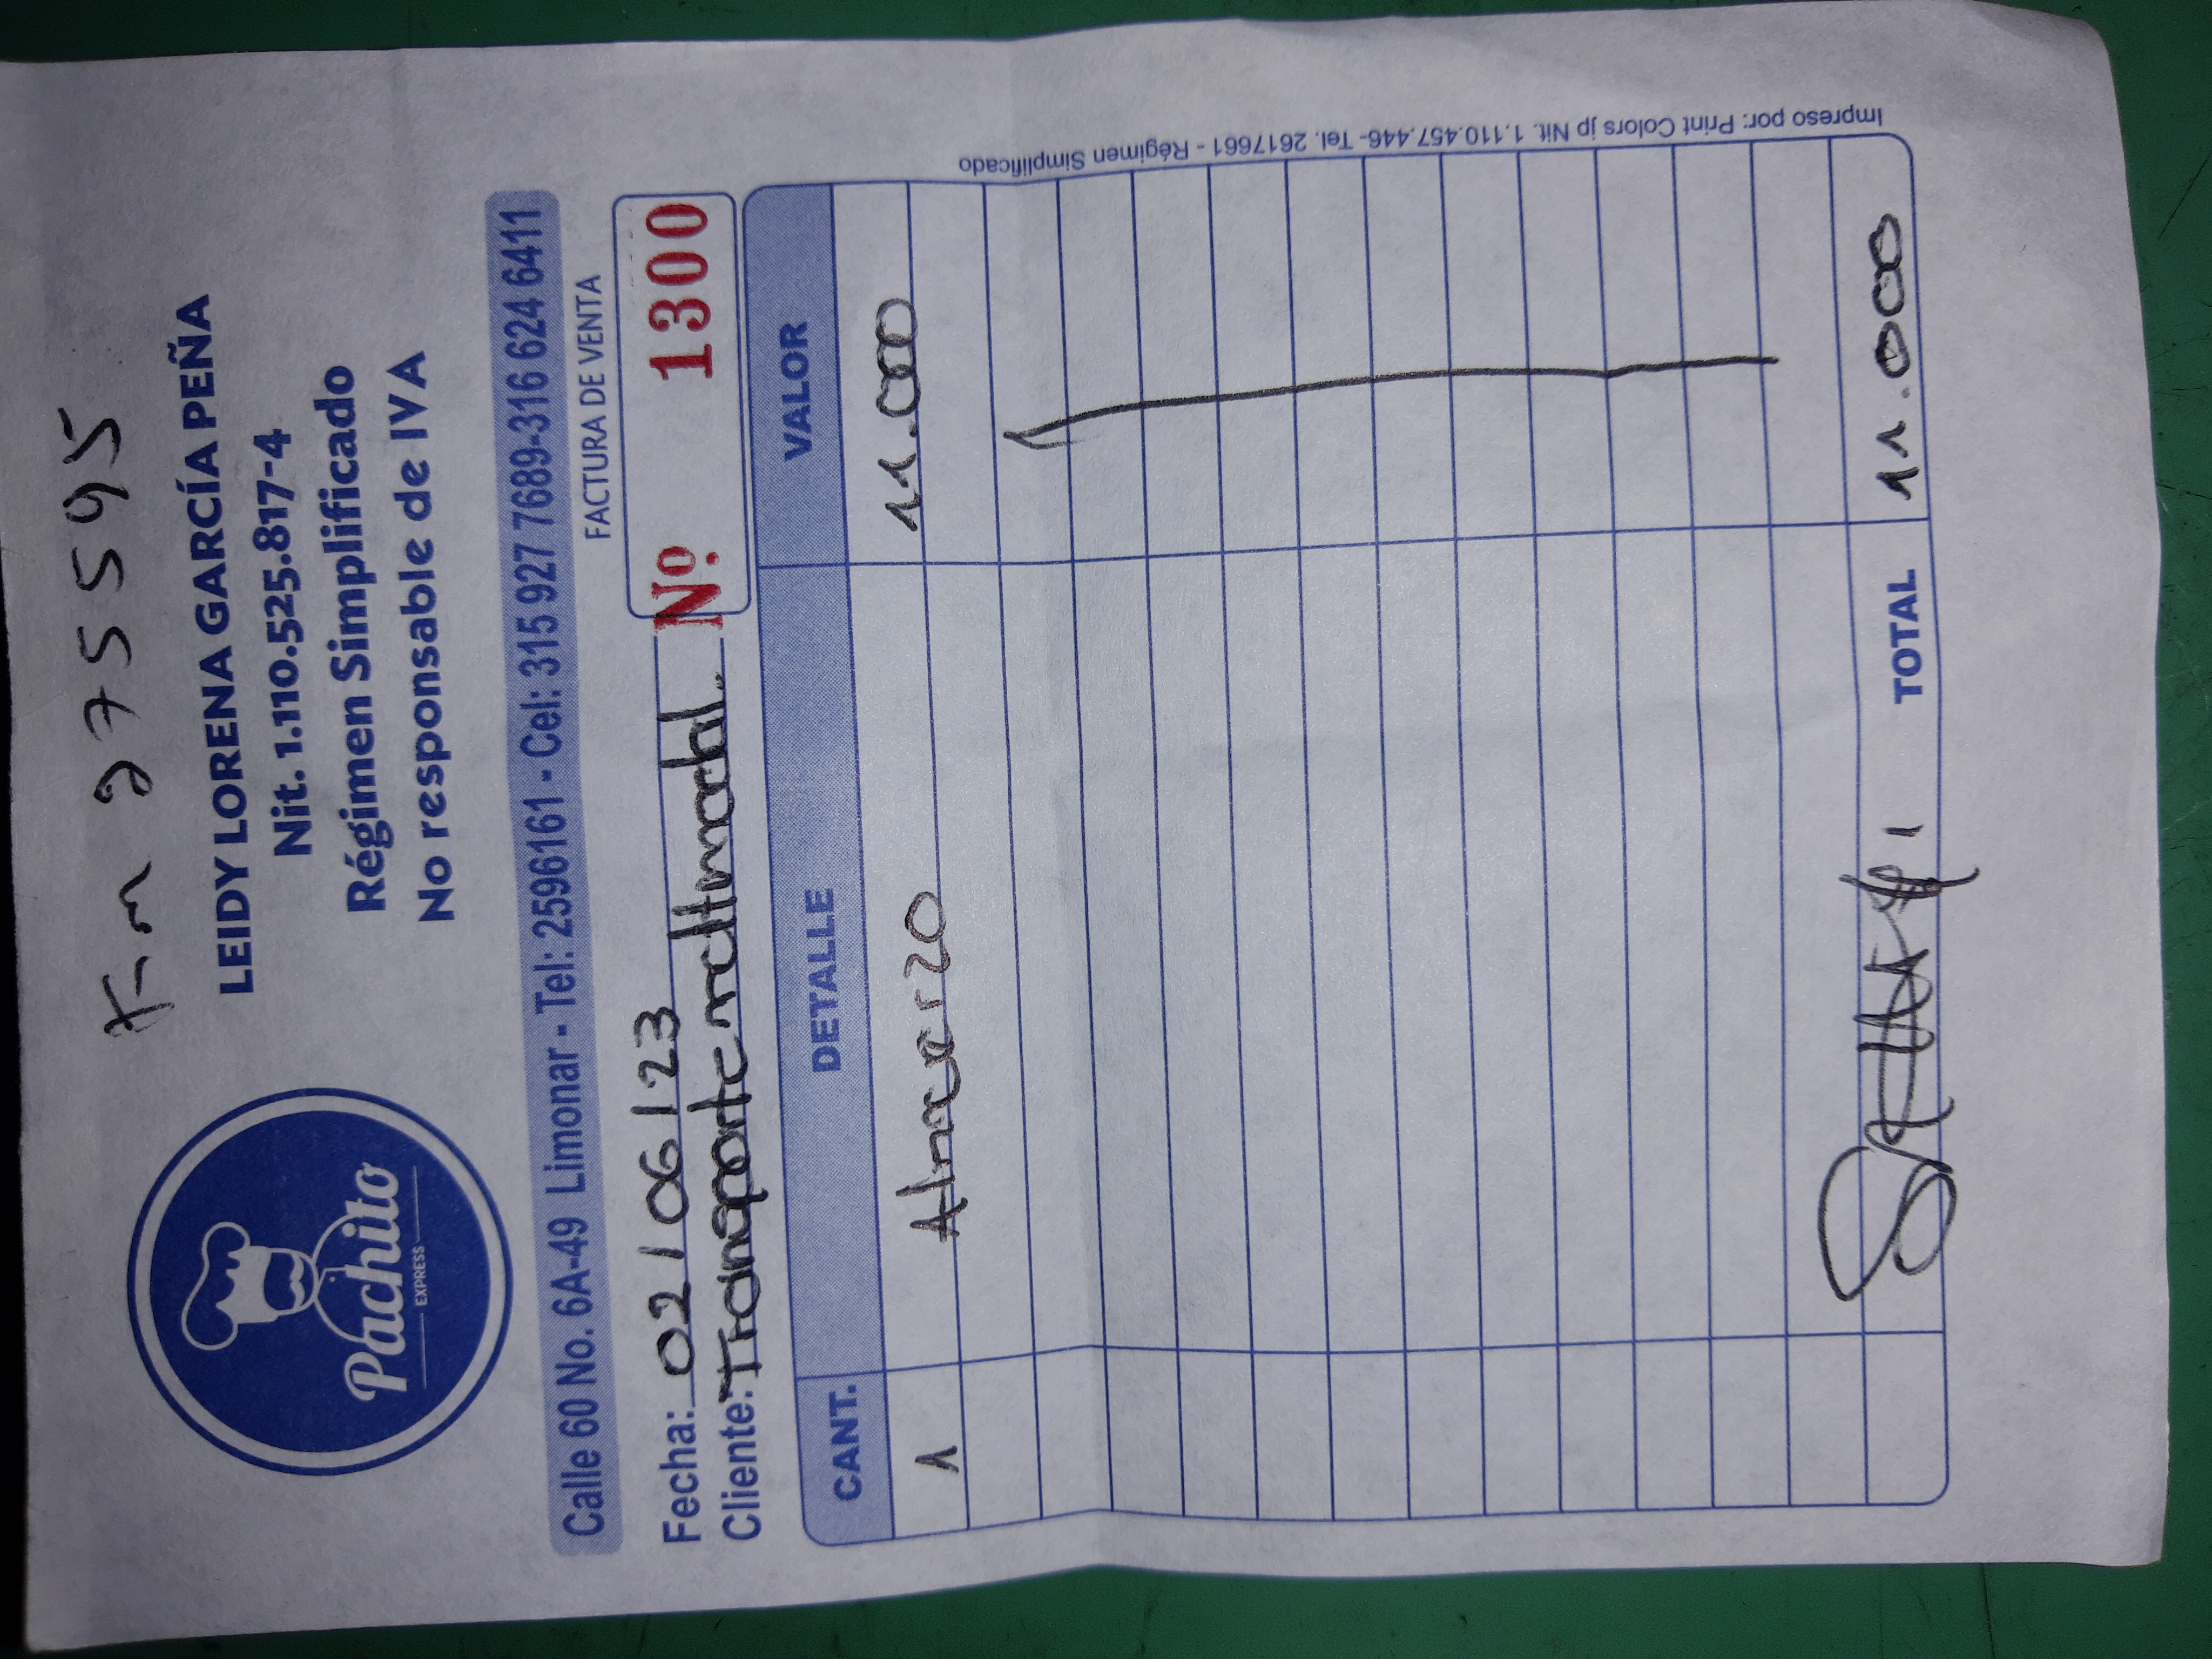 Fm 275595
Pachito
EXPRESS
LEIDY LORENA GARCÍA PEÑA
Nit. 1.110.525.817-4
Régimen Simplificado
No responsable de IVA
Calle 60 No. 6A-49 Limonar - Tel: 2596161 - Cel: 315 927 7689-316 624 6411
FACTURA DE VENTA
Fecha: 02/06/23
Nº 1300
Cliente: Transporte
CANT. DETALLE VALOR
1 Almuerzo 11.000
TOTAL 11.000
Impreso por: Print Colors jp Nit. 1.110.457.446- Tel. 2617661 - Régimen Simplificado